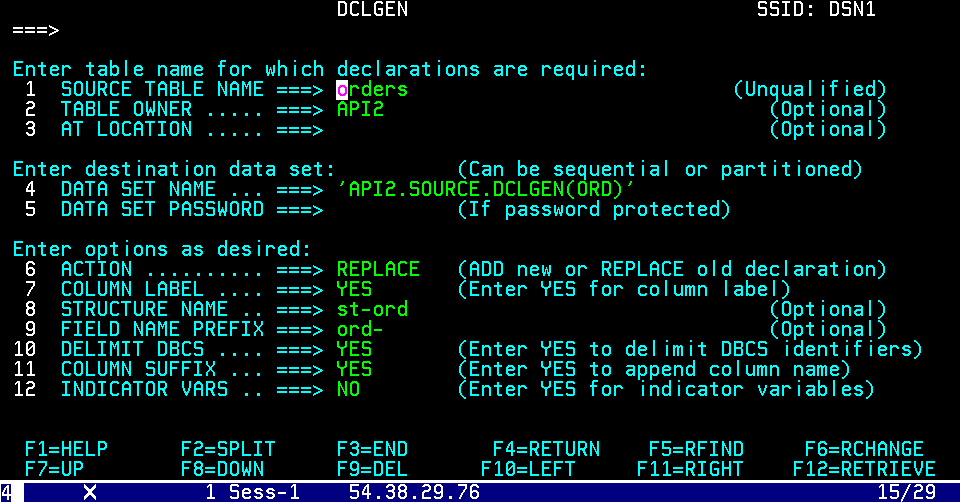 DCLGEN SSID: DSN1
===>
Enter table name for which declarations are required:
1 SOURCE TABLE NAME ===> orders (Unqualified)
2 TABLE OWNER ..... ===> API2 (Optional)
3 AT LOCATION ..... ===> (Optional)
Enter destination data set: (Can be sequential or partitioned)
4 DATA SET NAME ... ===> 'API2.SOURCE.DCLGEN(ORD)'
5 DATA SET PASSWORD ===> (If password protected)
Enter options as desired:
6 ACTION .......... ===> REPLACE (ADD new or REPLACE old declaration)
7 COLUMN LABEL .... ===> YES (Enter YES for column label)
8 STRUCTURE NAME .. ===> st-ord (Optional)
9 FIELD NAME PREFIX ===> ord- (Optional)
10 DELIMIT DBCS .... ===> YES (Enter YES to delimit DBCS identifiers)
11 COLUMN SUFFIX ... ===> YES (Enter YES to append column name)
12 INDICATOR VARS .. ===> NO (Enter YES for indicator variables)
F1=HELP F2=SPLIT F3=END F4=RETURN F5=RFIND F6=RCHANGE
F7=UP F8=DOWN F9=DEL F10=LEFT F11=RIGHT F12=RETRIEVE
4 X 1 Sess-1 54.38.29.76 15/29